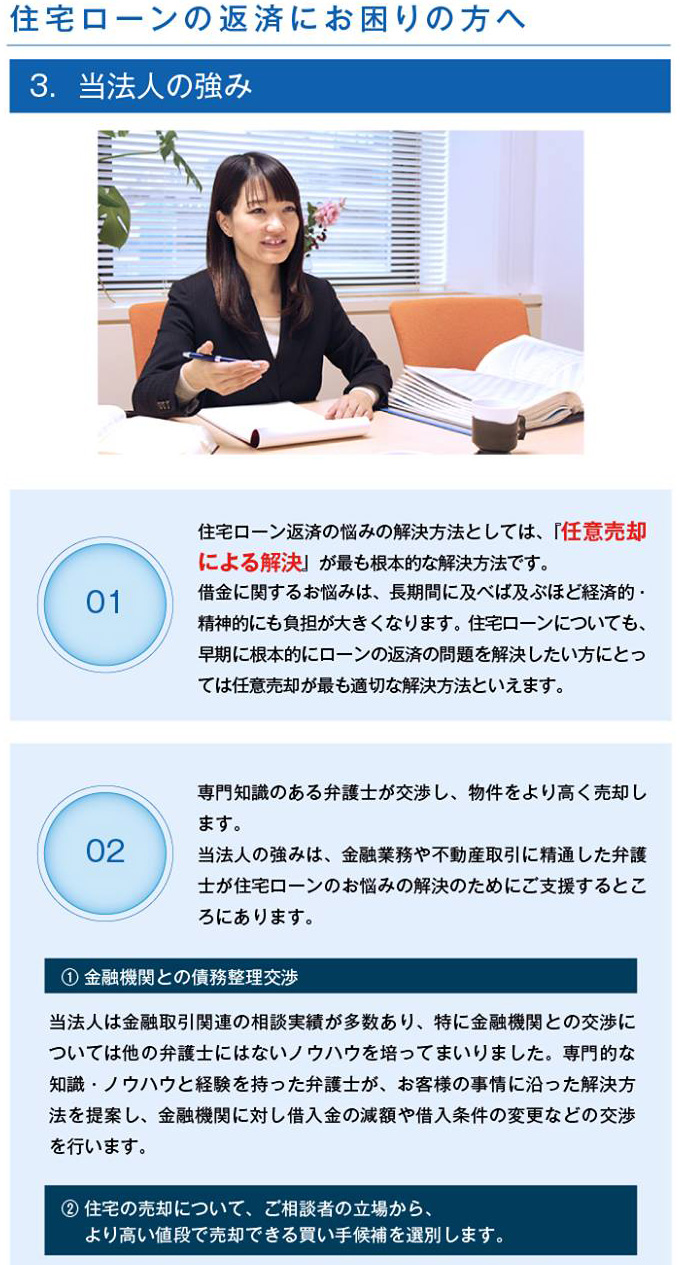 住宅ローンの返済にお困りの方へ
3. 当法人の強み
01
住宅ローン返済の悩みの解決方法としては、『任意売却
による解決』が最も根本的な解決方法です。
借金に関するお悩みは、長期間に及べば及ぶほど経済的・
精神的にも負担が大きくなります。住宅ローンについても、
早期に根本的にローンの返済の問題を解決したい方にとっ
ては任意売却が最も適切な解決方法といえます。
02
専門知識のある弁護士が交渉し、物件をより高く売却し
ます。
当法人の強みは、金融業務や不動産取引に精通した弁護
士が住宅ローンのお悩みの解決のためにご支援するとこ
ろにあります。
① 金融機関との債務整理交渉
当法人は金融取引関連の相談実績が多数あり、特に金融機関との交渉に
ついては他の弁護士にはないノウハウを培ってまいりました。専門的な
知識・ノウハウと経験を持った弁護士が、お客様の事情に沿った解決方
法を提案し、金融機関に対し借入金の減額や借入条件の変更などの交渉
を行います。
② 住宅の売却について、ご相談者の立場から、
より高い値段で売却できる買い手候補を選別します。